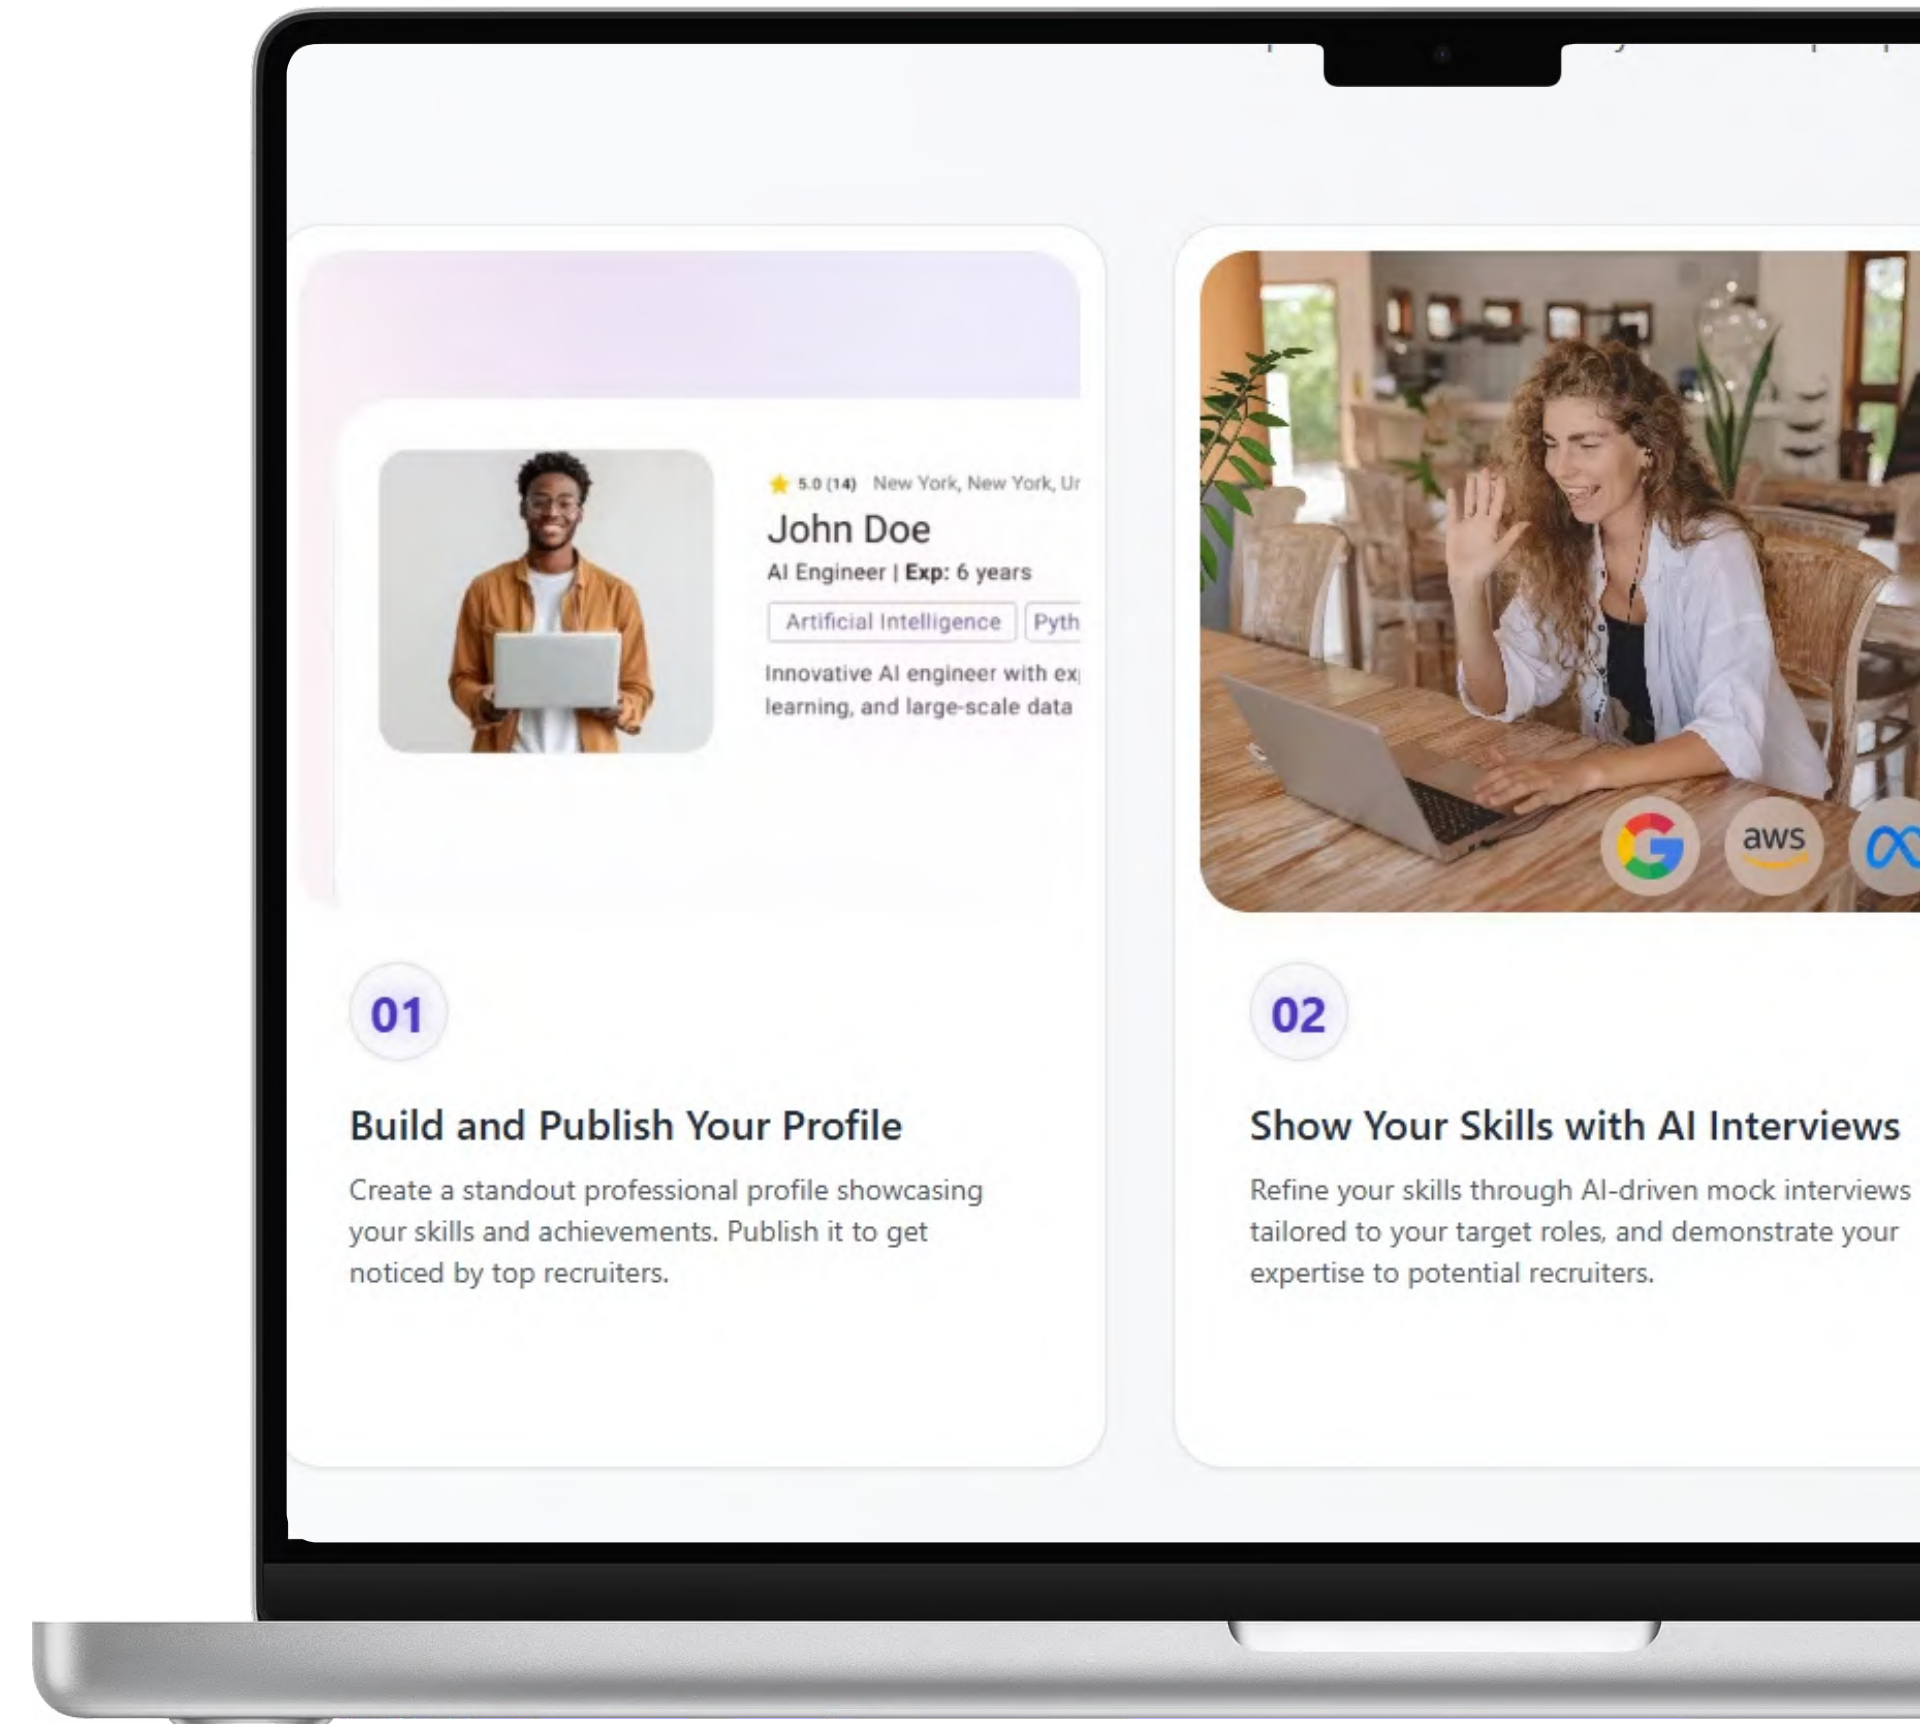 5.0 (14) New York, New York,
John Doe
AI Engineer | Exp: 6 years
Artificial Intelligence
Innovative AI engineer with
learning, and large-scale data
aws
01
Build and Publish Your Profile
Create a standout professional profile showcasing
your skills and achievements. Publish it to get
noticed by top recruiters.
02
Show Your Skills with AI Interviews
Refine your skills through AI-driven mock interviews
tailored to your target roles, and demonstrate your
expertise to potential recruiters.